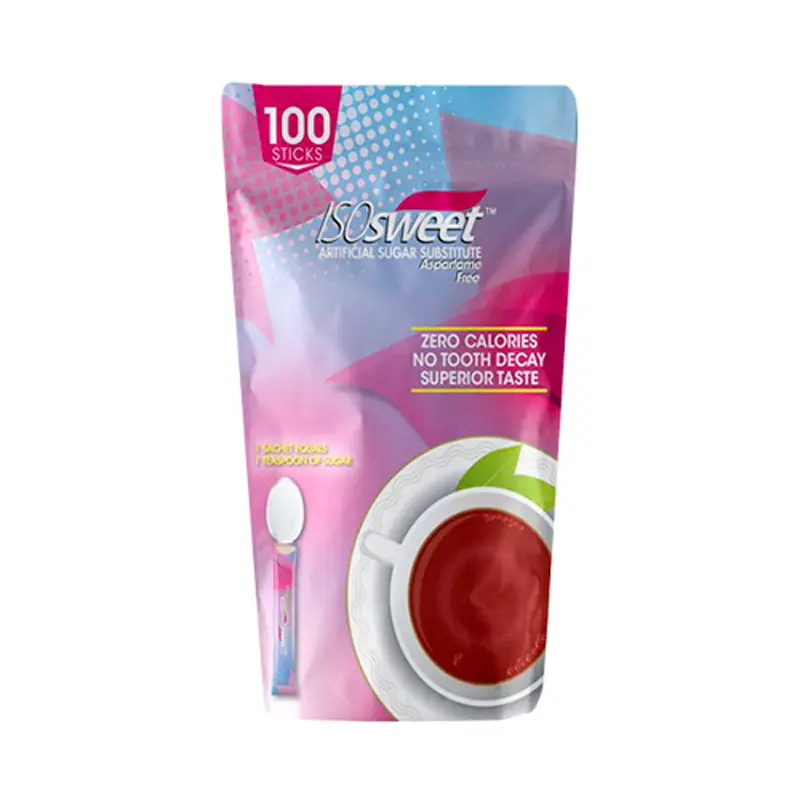 100
STICKS
ISOsweet™
ARTIFICIAL SUGAR SUBSTITUTE
Aspartame
Free
ZERO CALORIES
NO TOOTH DECAY
SUPERIOR TASTE
1 SACHET EQUALS
1 TEASPOON OF SUGAR